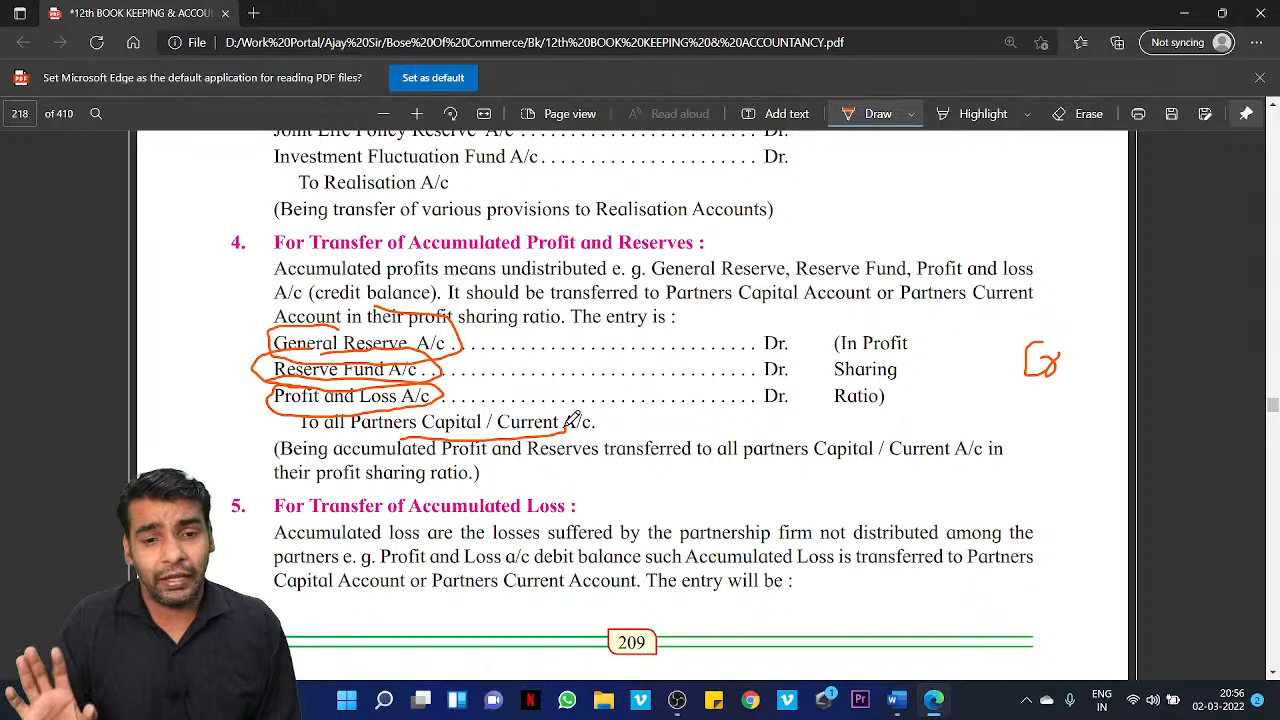 *12th BOOK KEEPING & ACCOUN
File
D:/Work%20Portal/Ajay%20Sir/Bose%20Of%20Commerce/Bk/12th%20BOOK%20KEEPING%20&%20ACCOUNTANCY.pdf
Not syncing
Set Microsoft Edge as the default application for reading PDF files?
Set as default
218 of 410
Page view
Read aloud
Add text
Draw
Highlight
Erase
Joint Life Policy Reserve A/c . . . . . . . . . . . . . . . . . . . . . . . . . . . . Dr.
Investment Fluctuation Fund A/c . . . . . . . . . . . . . . . . . . . . . . . . . Dr.
To Realisation A/c
(Being transfer of various provisions to Realisation Accounts)
4. For Transfer of Accumulated Profit and Reserves :
Accumulated profits means undistributed e. g. General Reserve, Reserve Fund, Profit and loss
A/c (credit balance). It should be transferred to Partners Capital Account or Partners Current
Account in their profit sharing ratio. The entry is :
General Reserve A/c . . . . . . . . . . . . . . . . . . . . . . . . . . . . . . . . . . . Dr. (In Profit
Reserve Fund A/c . . . . . . . . . . . . . . . . . . . . . . . . . . . . . . . . . . . . . . Dr. Sharing
Profit and Loss A/c . . . . . . . . . . . . . . . . . . . . . . . . . . . . . . . . . . . . Dr. Ratio)
To all Partners Capital / Current A/c.
(Being accumulated Profit and Reserves transferred to all partners Capital / Current A/c in
their profit sharing ratio.)
5. For Transfer of Accumulated Loss :
Accumulated loss are the losses suffered by the partnership firm not distributed among the
partners e. g. Profit and Loss a/c debit balance such Accumulated Loss is transferred to Partners
Capital Account or Partners Current Account. The entry will be :
209
ENG
IN
20:56
02-03-2022
2